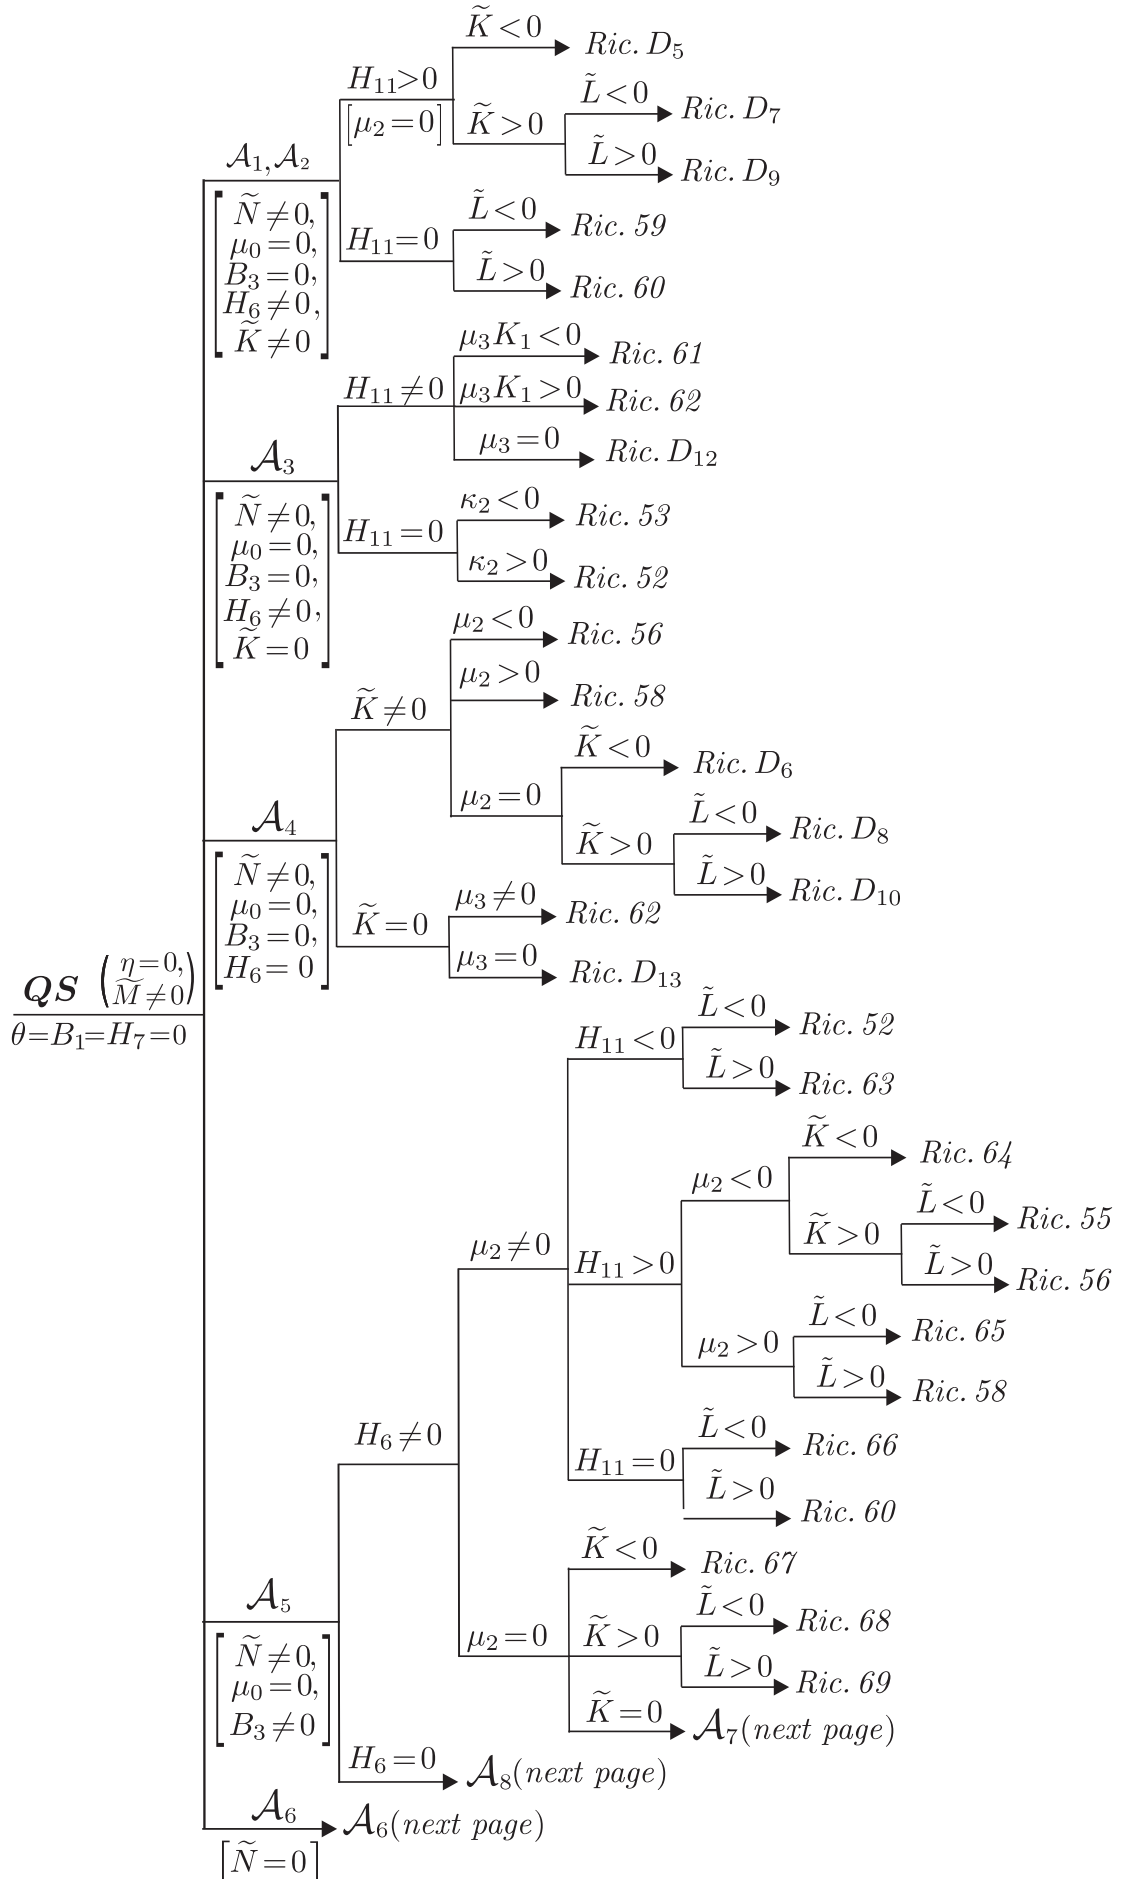 K̃<0
Ric. D₅
H₁₁>0
[μ₂=0]
K̃>0
L̃<0
Ric. D₇
L̃>0
Ric. D₉
𝒜₁,𝒜₂
[Ñ≠0,
μ₀=0,
B₃=0,
H₆≠0,
K̃≠0]
H₁₁=0
L̃<0
Ric. 59
L̃>0
Ric. 60
𝒜₃
[Ñ≠0,
μ₀=0,
B₃=0,
H₆≠0,
K̃=0]
H₁₁≠0
μ₃K₁<0
Ric. 61
μ₃K₁>0
Ric. 62
μ₃=0
Ric. D₁₂
H₁₁=0
κ₂<0
Ric. 53
κ₂>0
Ric. 52
𝒜₄
[Ñ≠0,
μ₀=0,
B₃=0,
H₆=0]
K̃≠0
μ₂<0
Ric. 56
μ₂>0
Ric. 58
μ₂=0
K̃<0
Ric. D₆
K̃>0
L̃<0
Ric. D₈
L̃>0
Ric. D₁₀
K̃=0
μ₃≠0
Ric. 62
μ₃=0
Ric. D₁₃
QS (η=0,
M̃≠0)
θ=B₁=H₇=0
𝒜₅
[Ñ≠0,
μ₀=0,
B₃≠0]
H₆≠0
μ₂≠0
H₁₁<0
L̃<0
Ric. 52
L̃>0
Ric. 63
H₁₁>0
μ₂<0
K̃<0
Ric. 64
K̃>0
L̃<0
Ric. 55
L̃>0
Ric. 56
μ₂>0
L̃<0
Ric. 65
L̃>0
Ric. 58
H₁₁=0
L̃<0
Ric. 66
L̃>0
Ric. 60
μ₂=0
K̃<0
Ric. 67
K̃>0
L̃<0
Ric. 68
L̃>0
Ric. 69
K̃=0
𝒜₇(next page)
H₆=0
𝒜₈(next page)
𝒜₆
𝒜₆(next page)
[Ñ=0]